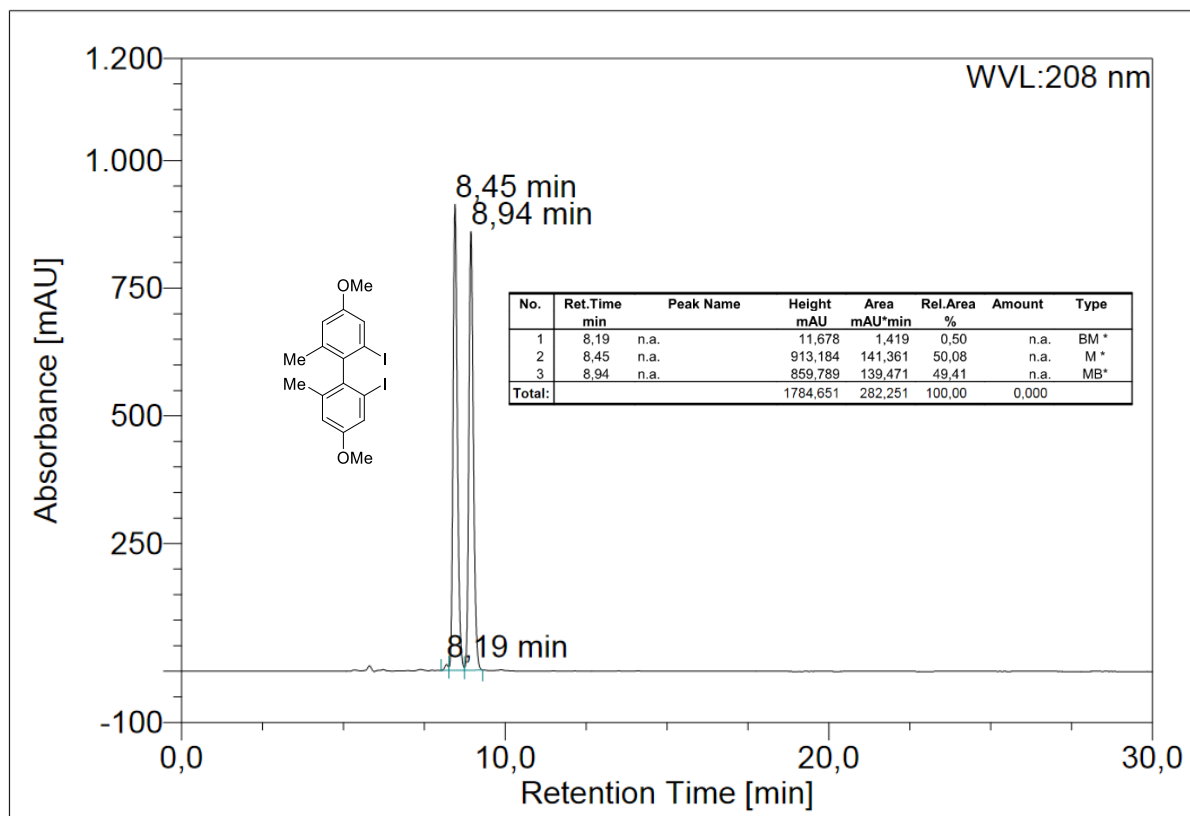 WVL:208 nm
1.200
1.000
750
500
250
-100
Absorbance [mAU]
8,45 min
8,94 min
8,19 min
OMe
Me
I
Me
I
OMe
No. Ret.Time Peak Name Height Area Rel.Area Amount Type
min mAU mAU*min %
1 8,19 n.a. 11,678 1,419 0,50 n.a. BM *
2 8,45 n.a. 913,184 141,361 50,08 n.a. M *
3 8,94 n.a. 859,789 139,471 49,41 n.a. MB*
Total: 1784,651 282,251 100,00 0,000
0,0 10,0 20,0 30,0
Retention Time [min]